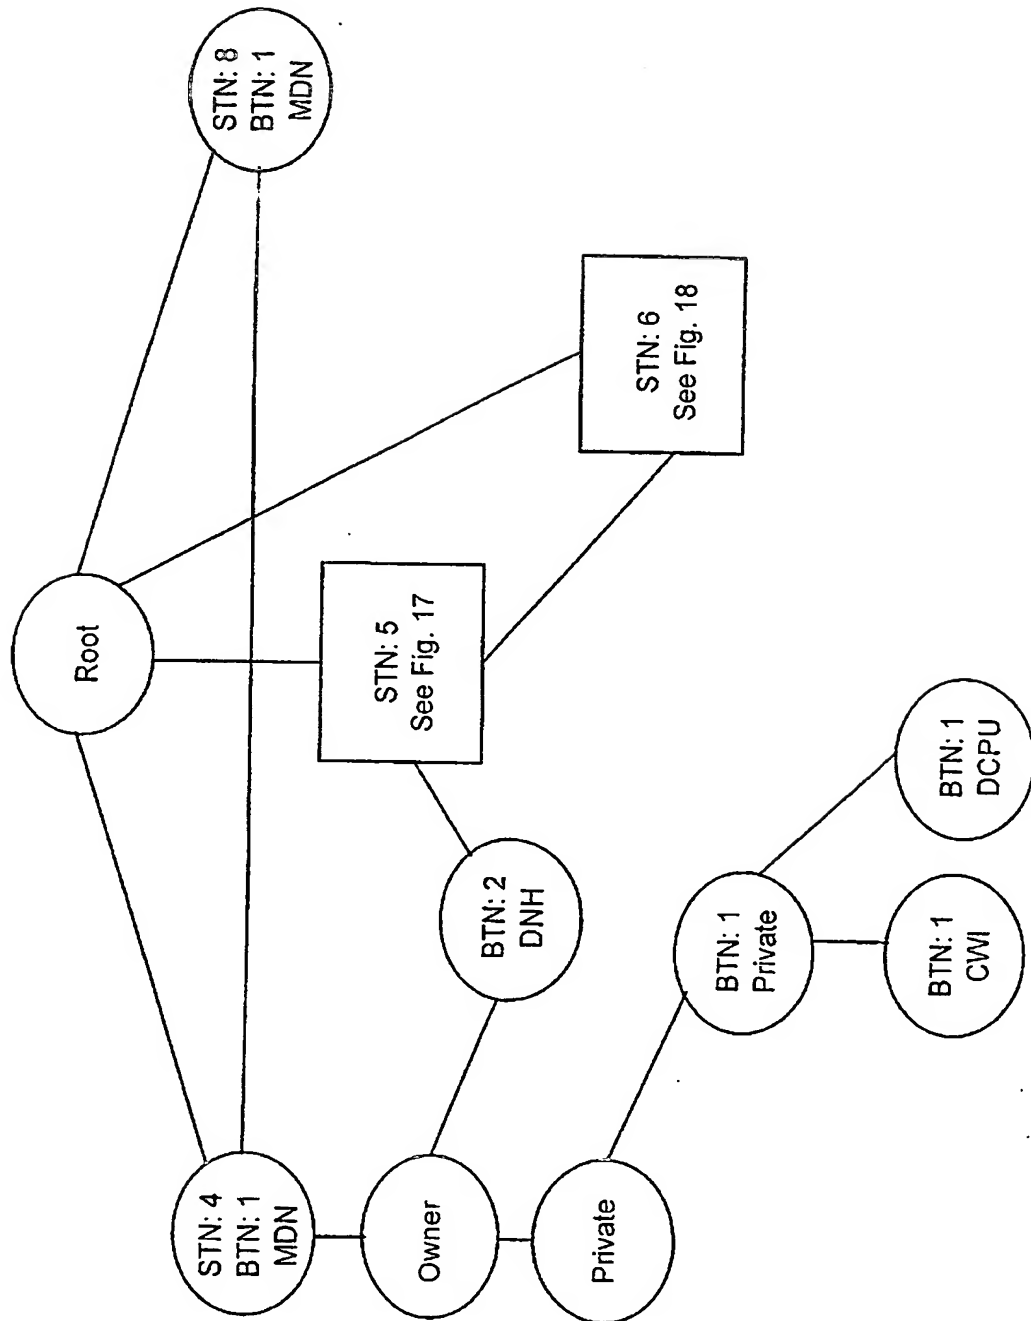 Root
STN: 4
BTN: 1
MDN
STN: 8
BTN: 1
MDN
Owner
BTN: 2
DNH
STN: 5
See Fig. 17
STN: 6
See Fig. 18
Private
BTN: 1
Private
BTN: 1
CWI
BTN: 1
DCPU